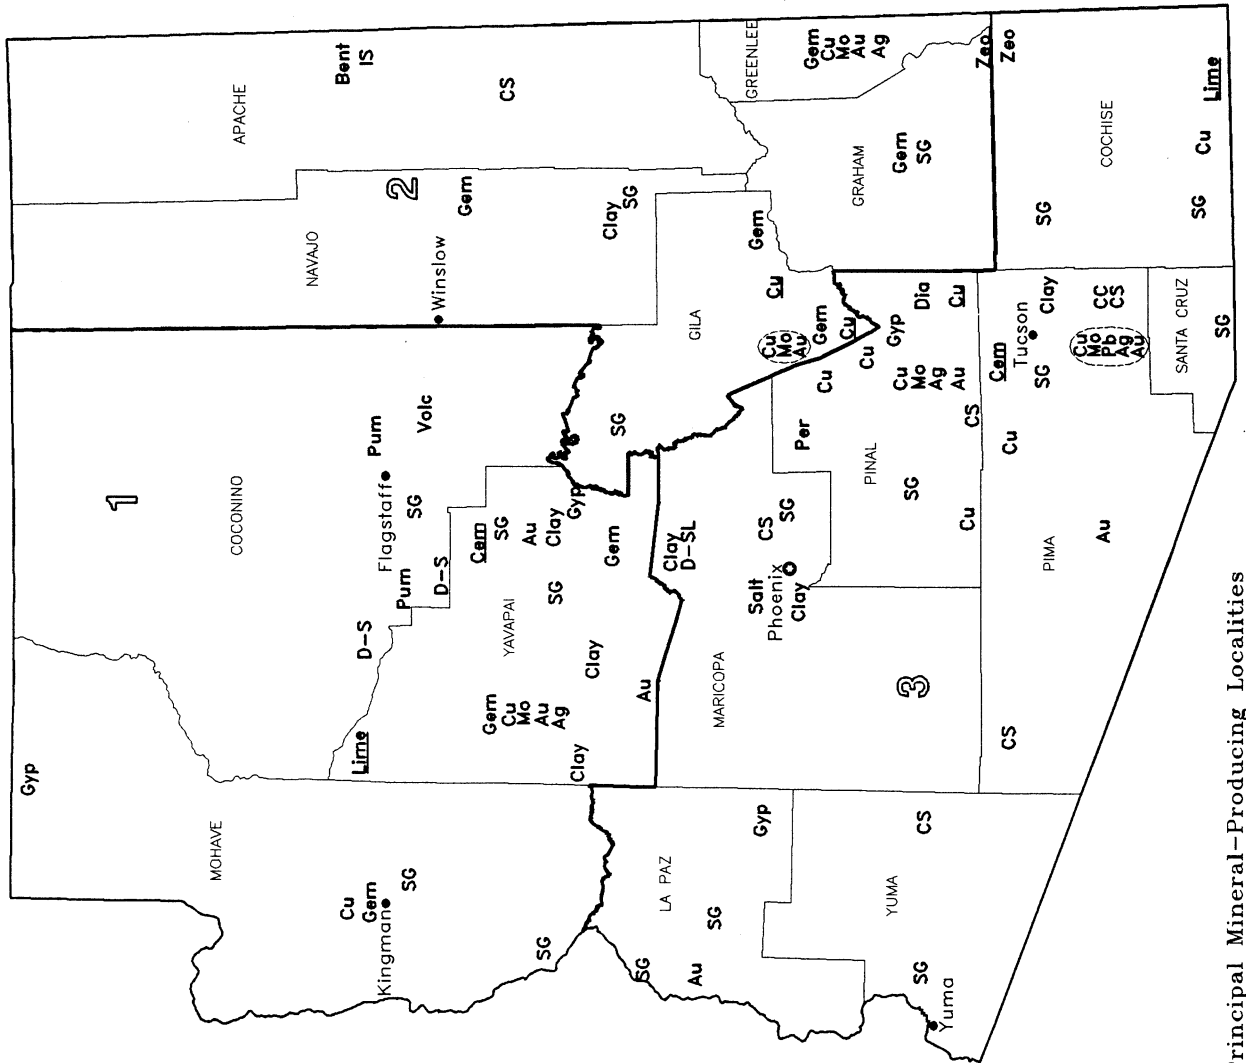 Gyp
MOHAVE
Cu
Gem
Kingman
SG
SG
COCONINO
1
Flagstaff
Pum
Volc
SG
Pum
D-S
D-S
Lime
YAVAPAI
Cem
SG
Au
Clay
Gyp
SG
Gem
Clay
Gem
Cu
Mo
Au
Ag
Clay
Au
NAVAJO
2
Winslow
Gem
Clay
SG
APACHE
Bent
IS
CS
GREENLEE
Gem
Cu
Mo
Au
Ag
GRAHAM
Gem
SG
Zeo
Zeo
COCHISE
Lime
Cu
SG
SG
GILA
Gem
Cu
Cu
Mo
Au
Gem
Cu
SG
MARICOPA
Clay
D-SL
CS
SG
Salt
Phoenix
Clay
3
PINAL
Per
Cu
Cu
Gyp
Dia
Cu
Cu
Mo
Ag
Au
CS
SG
Cu
LA PAZ
Gyp
SG
SG
Au
YUMA
CS
SG
Yuma
PIMA
CS
Au
Cu
Cem
Tucson
SG
Clay
CC
CS
Cu
Mo
Pb
Ag
Au
SANTA CRUZ
SG
Principal Mineral-Producing Localities